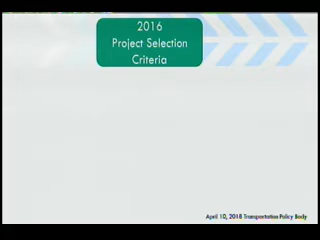 2016
Project Selection
Criteria
April 10, 2018 Transportation Policy Body